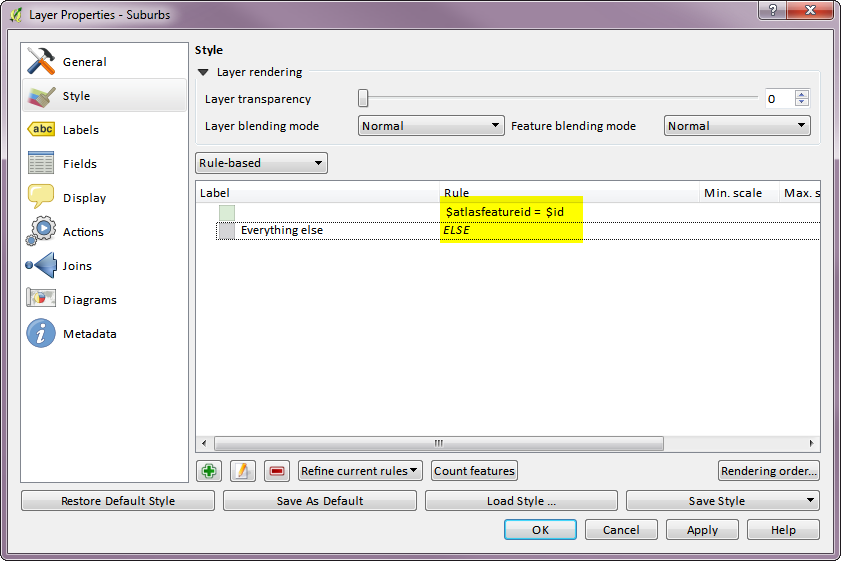 Layer Properties - Suburbs
?
General
Style
Labels
Fields
Display
Actions
Joins
Diagrams
Metadata
abc
i
Style
Layer rendering
Layer transparency
0
Layer blending mode
Normal
Feature blending mode
Normal
Rule-based
Label Rule Min. scale Max. s
$atlasfeatureid = $id
Everything else ELSE
Refine current rules
Count features
Rendering order...
Restore Default Style
Save As Default
Load Style ...
Save Style
OK
Cancel
Apply
Help